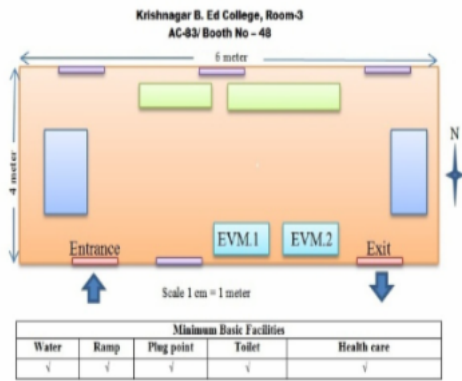 Krishnagar B. Ed College, Room-3
AC-83/ Booth No – 48
6 meter
4 meter
N
EVM.1 EVM.2
Entrance Exit
Scale 1 cm = 1 meter
Minimum Basic Facilities
Water Ramp Plug point Toilet Health care
√ √ √ √ √